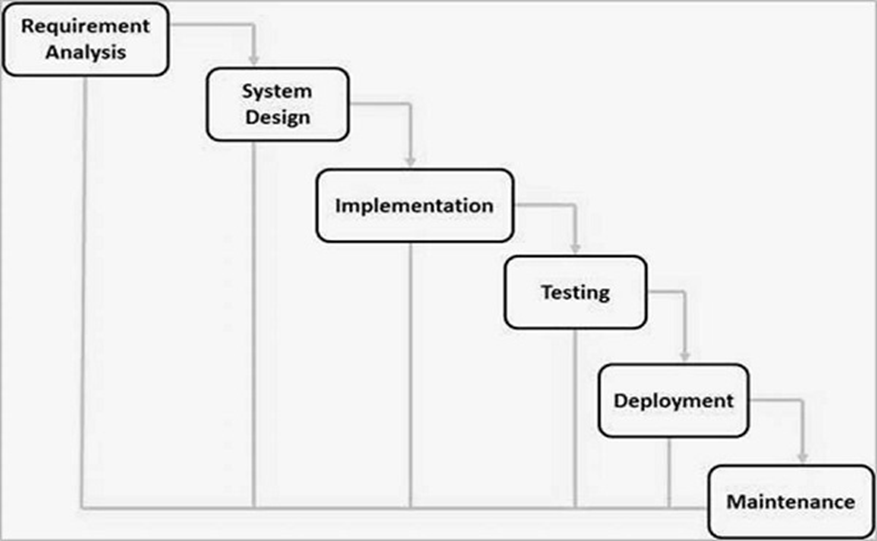 Requirement
Analysis
System
Design
Implementation
Testing
Deployment
Maintenance